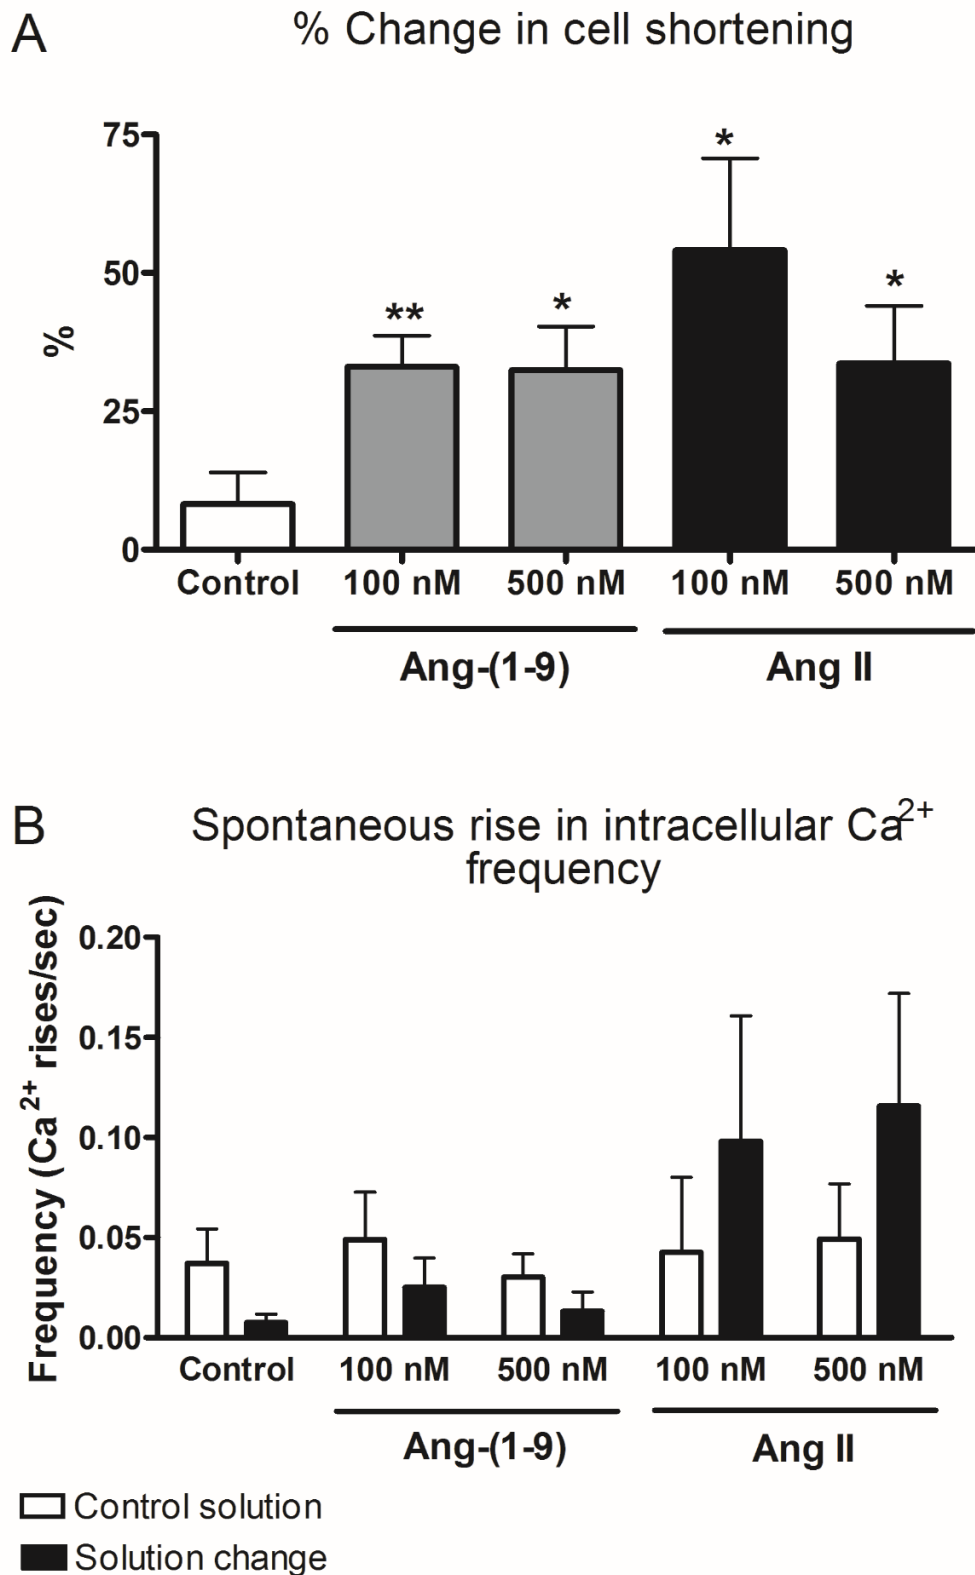 A
% Change in cell shortening
75
50
25
0
%
**
*
*
*
Control
100 nM
500 nM
100 nM
500 nM
Ang-(1-9)
Ang II
B
Spontaneous rise in intracellular Ca²⁺
frequency
Frequency (Ca²⁺ rises/sec)
0.20
0.15
0.10
0.05
0.00
Control
100 nM
500 nM
100 nM
500 nM
Ang-(1-9)
Ang II
Control solution
Solution change